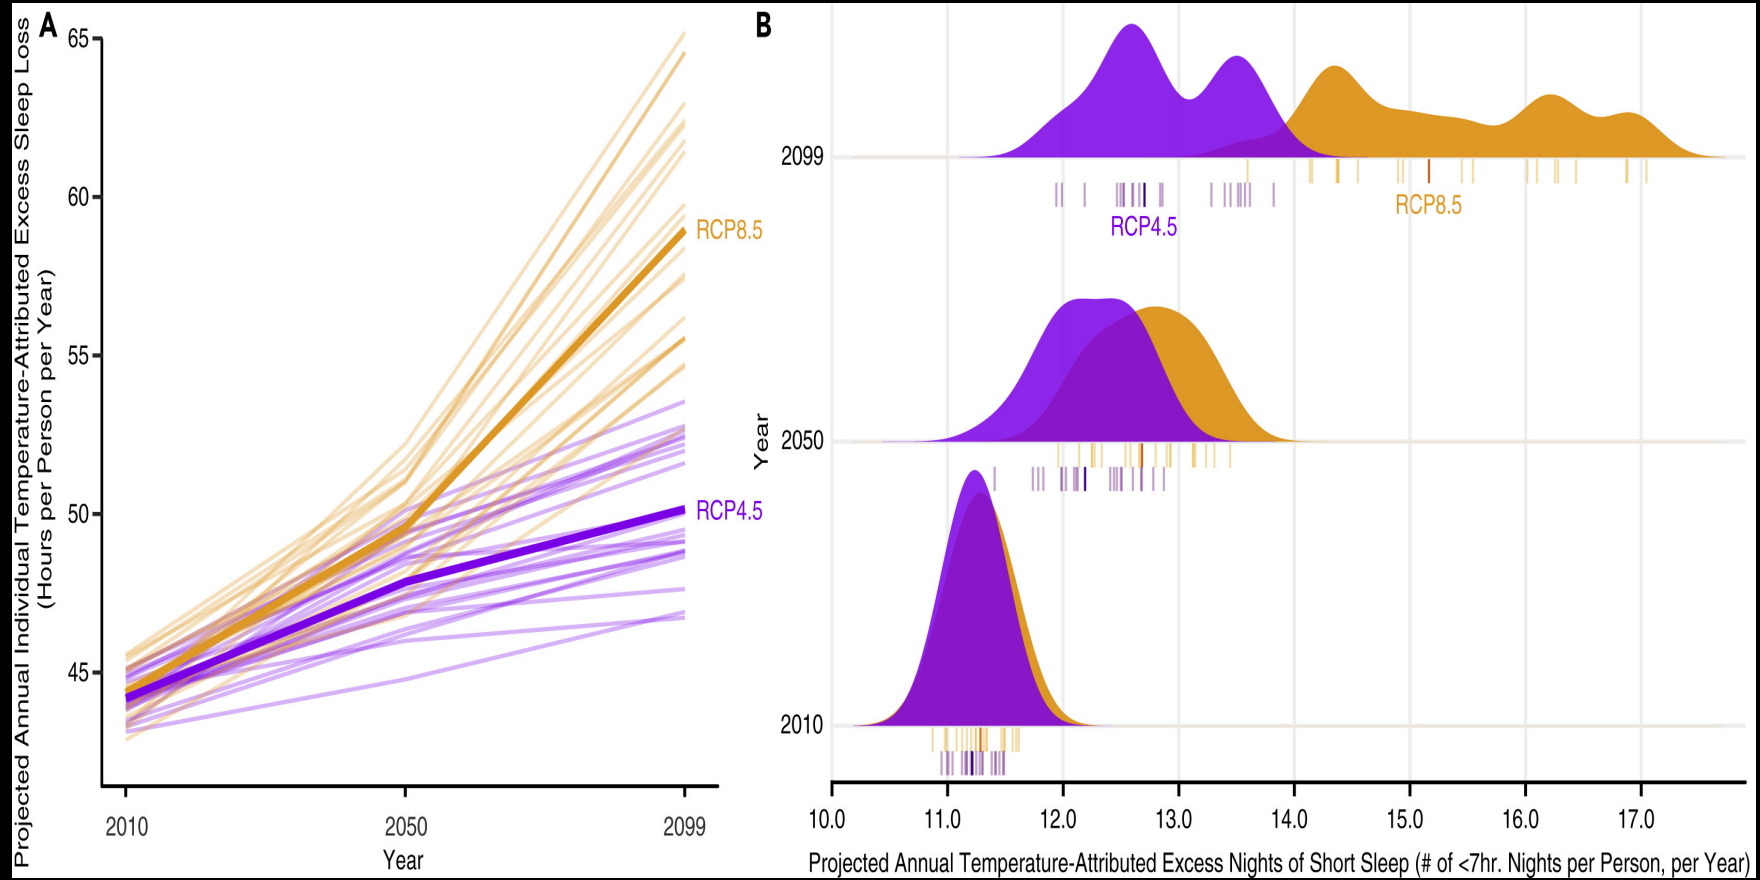 A
Projected Annual Individual Temperature-Attributed Excess Sleep Loss
(Hours per Person per Year)
65
60
55
50
45
RCP8.5
RCP4.5
2010
2050
2099
Year
B
Year
2099
2050
2010
RCP8.5
RCP4.5
10.0
11.0
12.0
13.0
14.0
15.0
16.0
17.0
Projected Annual Temperature-Attributed Excess Nights of Short Sleep (# of <7hr. Nights per Person, per Year)